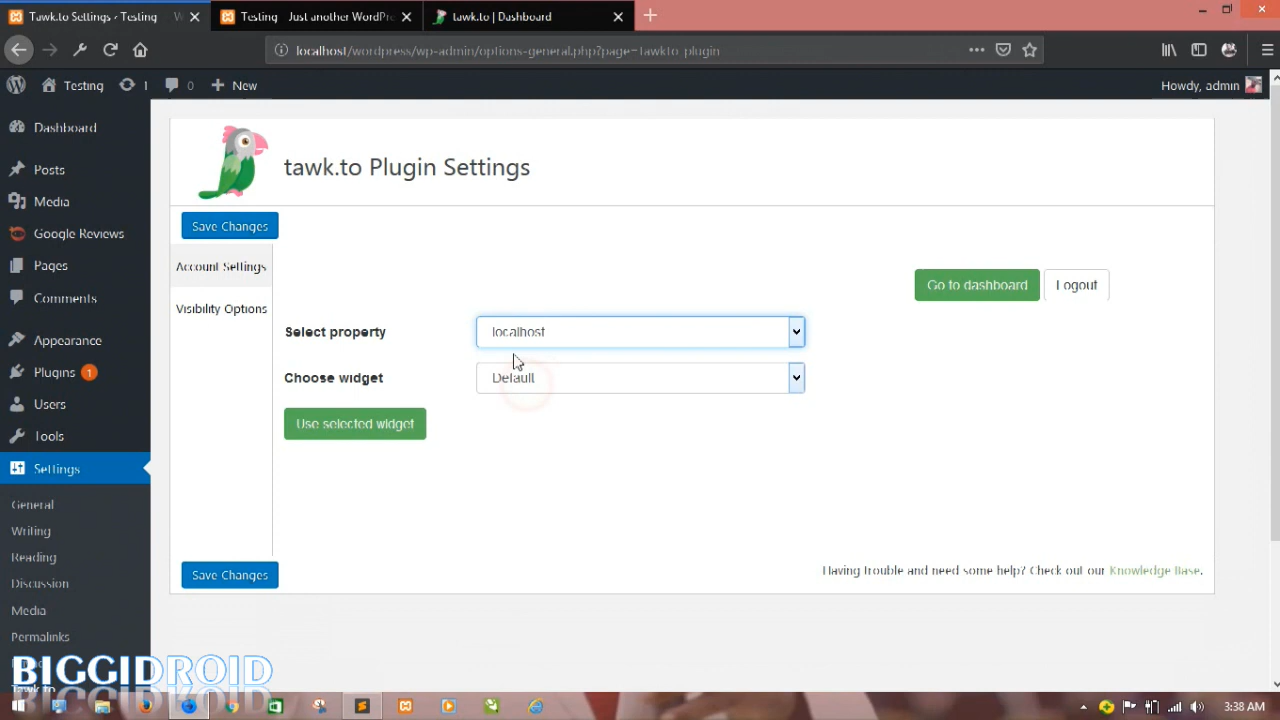 Tawk.to Settings ‹ Testing
Testing
Just another WordPre
tawk.to | Dashboard
localhost/wordpress/wp-admin/options-general.php?page=tawkto_plugin
Testing
1
0
New
Howdy, admin
Dashboard
Posts
Media
Google Reviews
Pages
Comments
Appearance
Plugins 1
Users
Tools
Settings
General
Writing
Reading
Discussion
Media
Permalinks
Tawk.to
tawk.to Plugin Settings
Save Changes
Account Settings
Visibility Options
Go to dashboard
Logout
Select property
localhost
Choose widget
Default
Use selected widget
Save Changes
Having trouble and need some help? Check out our Knowledge Base.
BIGGIDROID
3:38 AM